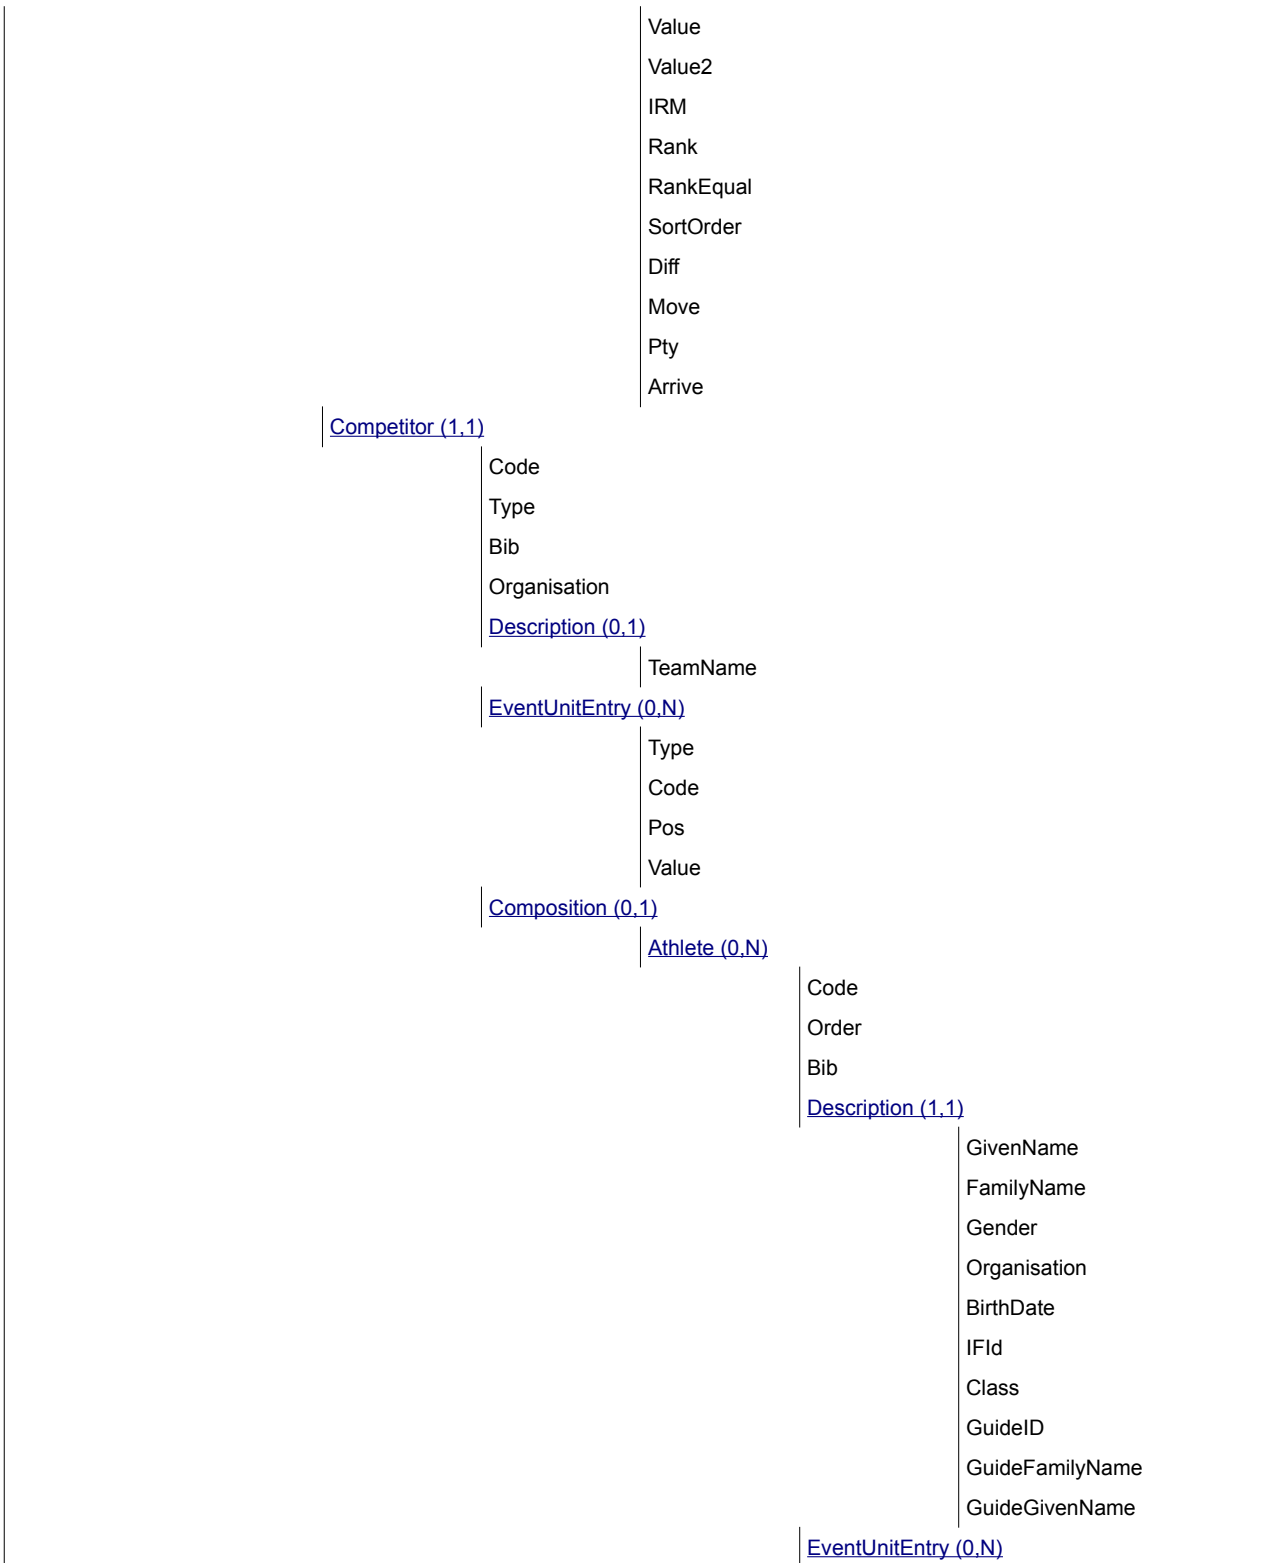 Value
Value2
IRM
Rank
RankEqual
SortOrder
Diff
Move
Pty
Arrive
Competitor (1,1)
Code
Type
Bib
Organisation
Description (0,1)
TeamName
EventUnitEntry (0,N)
Type
Code
Pos
Value
Composition (0,1)
Athlete (0,N)
Code
Order
Bib
Description (1,1)
GivenName
FamilyName
Gender
Organisation
BirthDate
IFId
Class
GuideID
GuideFamilyName
GuideGivenName
EventUnitEntry (0,N)